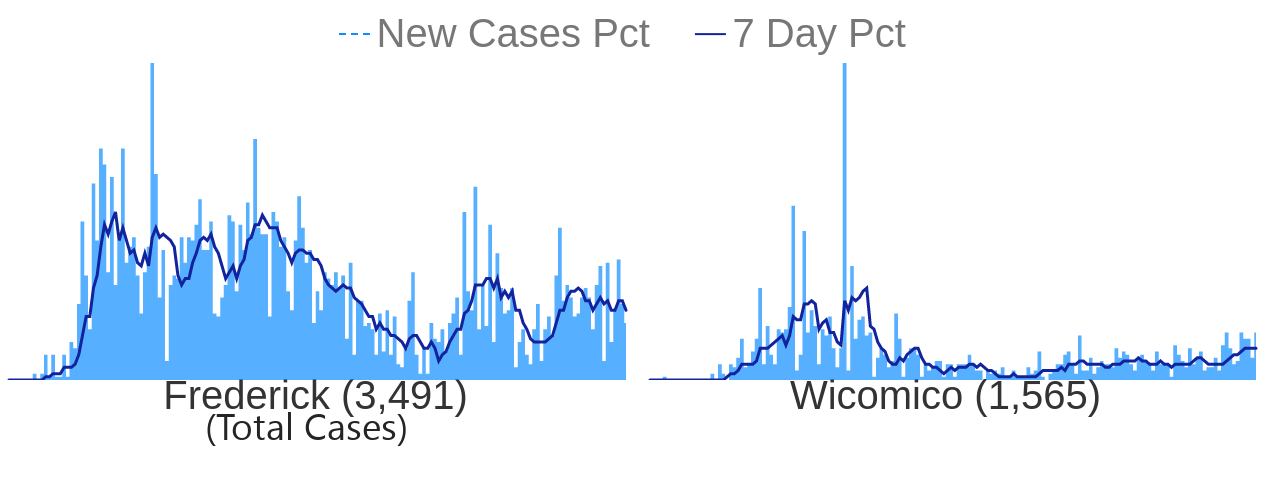 New Cases Pct 7 Day Pct
Frederick (3,491) Wicomico (1,565)
(Total Cases)